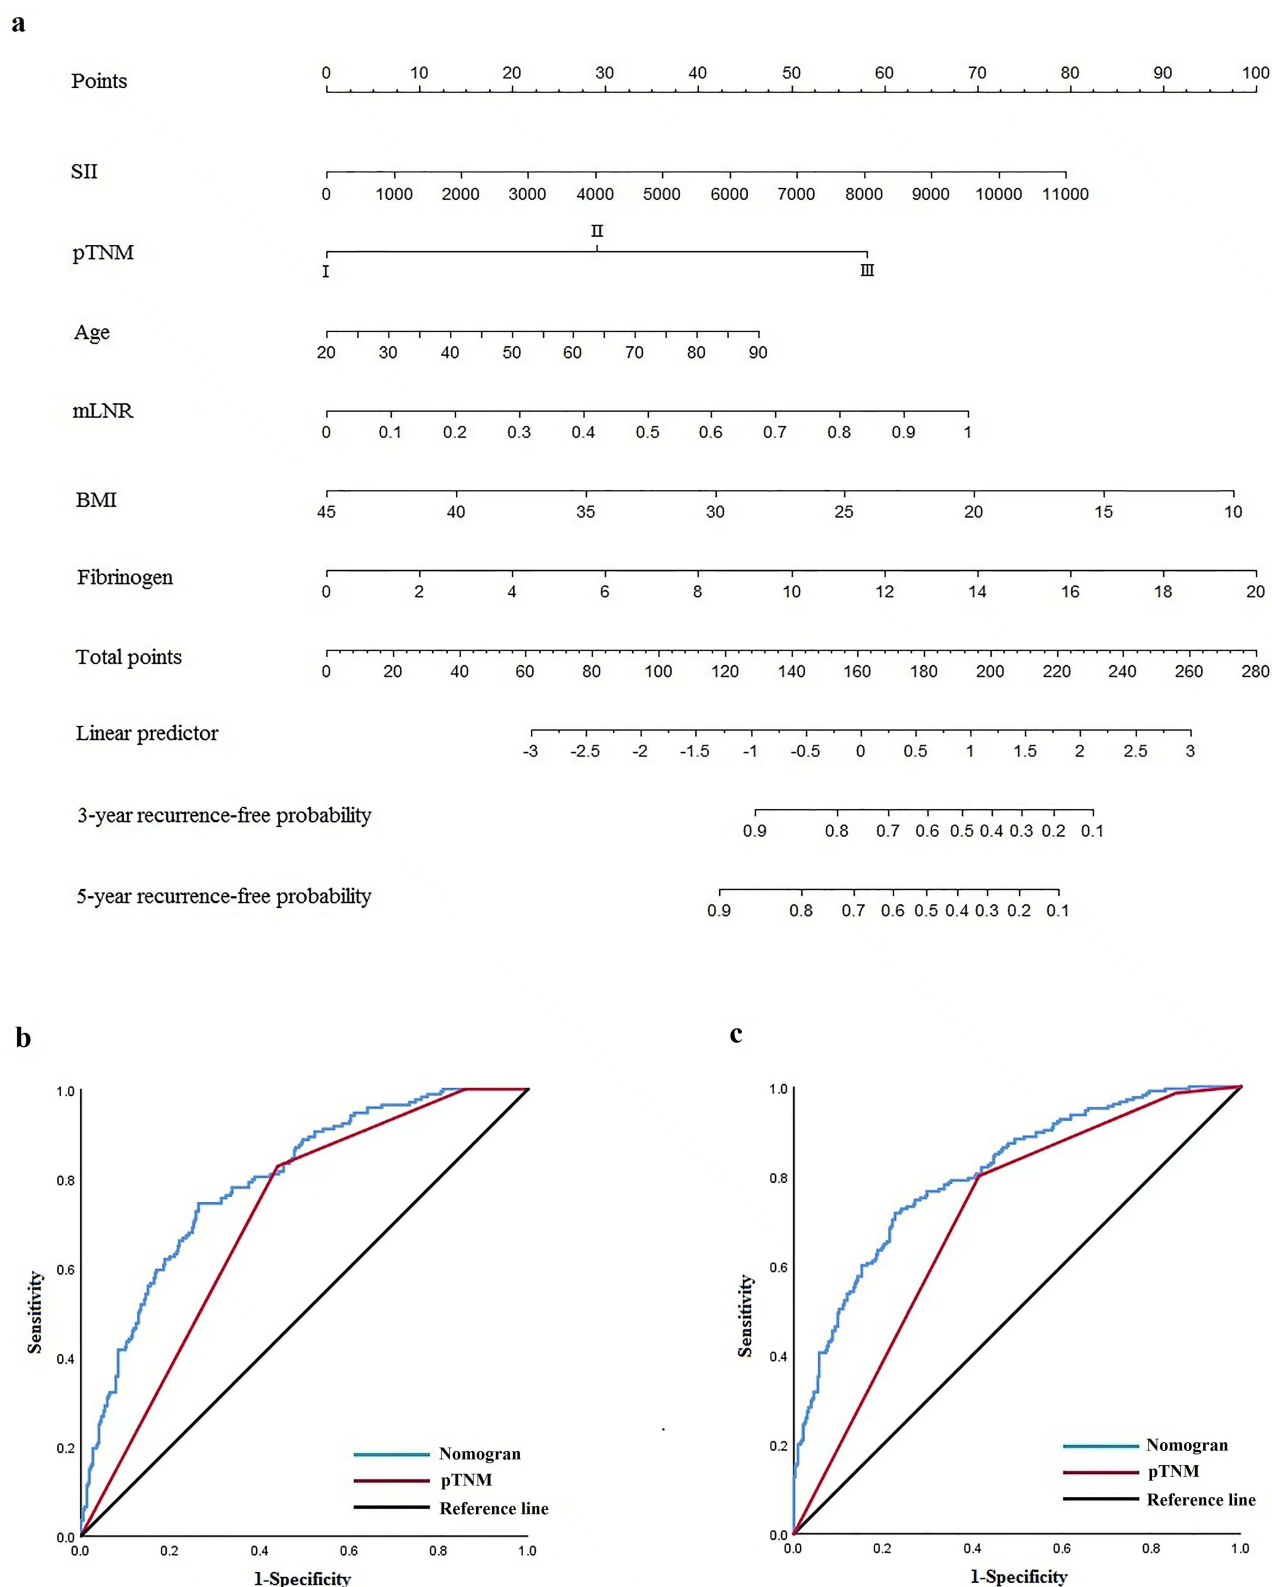 a
Points
0 10 20 30 40 50 60 70 80 90 100
SII
0 1000 2000 3000 4000 5000 6000 7000 8000 9000 10000 11000
II
pTNM
I III
Age
20 30 40 50 60 70 80 90
mLNR
0 0.1 0.2 0.3 0.4 0.5 0.6 0.7 0.8 0.9 1
BMI
45 40 35 30 25 20 15 10
Fibrinogen
0 2 4 6 8 10 12 14 16 18 20
Total points
0 20 40 60 80 100 120 140 160 180 200 220 240 260 280
Linear predictor
-3 -2.5 -2 -1.5 -1 -0.5 0 0.5 1 1.5 2 2.5 3
3-year recurrence-free probability
0.9 0.8 0.7 0.6 0.5 0.4 0.3 0.2 0.1
5-year recurrence-free probability
0.9 0.8 0.7 0.6 0.5 0.4 0.3 0.2 0.1
b
1.0
0.8
0.6
0.4
0.2
0.0
Sensitivity
Nomogran
pTNM
Reference line
0.0 0.2 0.4 0.6 0.8 1.0
1-Specificity
c
1.0
0.8
0.6
0.4
0.2
0.0
Sensitivity
Nomogran
pTNM
Reference line
0.0 0.2 0.4 0.6 0.8 1.0
1-Specificity